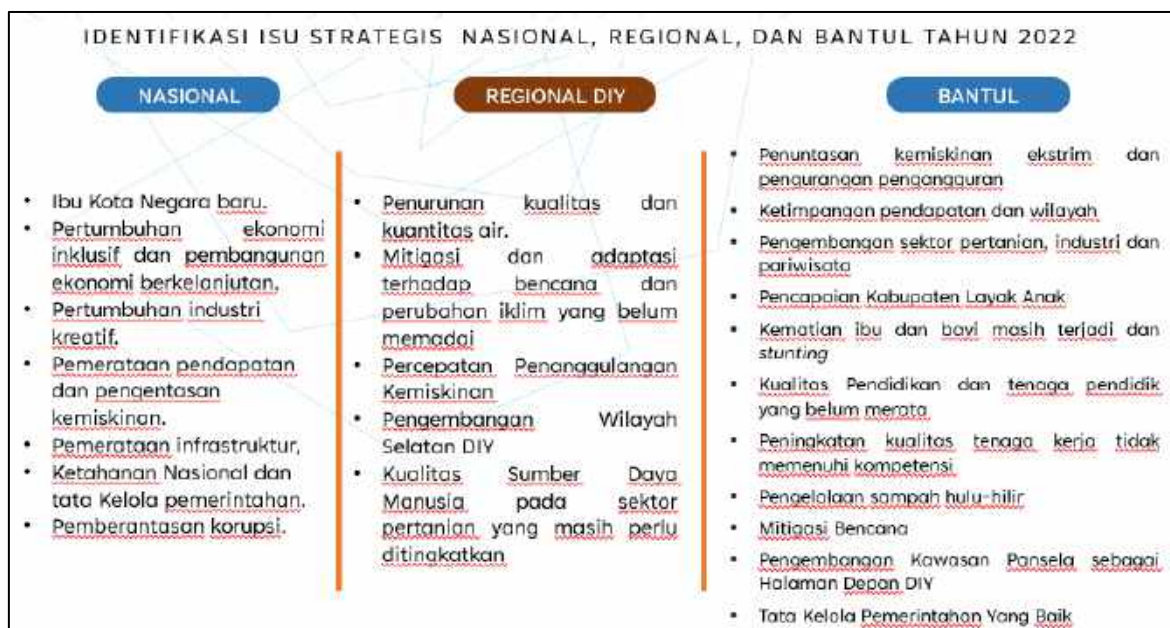 IDENTIFIKASI ISU STRATEGIS NASIONAL, REGIONAL, DAN BANTUL TAHUN 2022
NASIONAL
• Ibu Kota Negara baru.
• Pertumbuhan ekonomi
inklusif dan pembangunan
ekonomi berkelanjutan.
• Pertumbuhan industri
kreatif.
• Pemerataan pendapatan
dan pengentasan
kemiskinan.
• Pemerataan infrastruktur,
• Ketahanan Nasional dan
tata Kelola pemerintahan.
• Pemberantasan korupsi.
REGIONAL DIY
• Penurunan kualitas dan
kuantitas air.
• Mitigasi dan adaptasi
terhadap bencana dan
perubahan iklim yang belum
memadai
• Percepatan Penanggulangan
Kemiskinan
• Pengembangan Wilayah
Selatan DIY
• Kualitas Sumber Daya
Manusia pada sektor
pertanian yang masih perlu
ditingkatkan
BANTUL
▪ Penuntasan kemiskinan ekstrim dan
pengurangan pengangguran
▪ Ketimpangan pendapatan dan wilayah
▪ Pengembangan sektor pertanian, industri dan
pariwisata
▪ Pencapaian Kabupaten Layak Anak
▪ Kematian ibu dan bayi masih terjadi dan
stunting
▪ Kualitas Pendidikan dan tenaga pendidik
yang belum merata
▪ Peningkatan kualitas tenaga kerja tidak
memenuhi kompetensi
▪ Pengelolaan sampah hulu-hilir
▪ Mitigasi Bencana
▪ Pengembangan Kawasan Pansela sebagai
Halaman Depan DIY
▪ Tata Kelola Pemerintahan Yang Baik